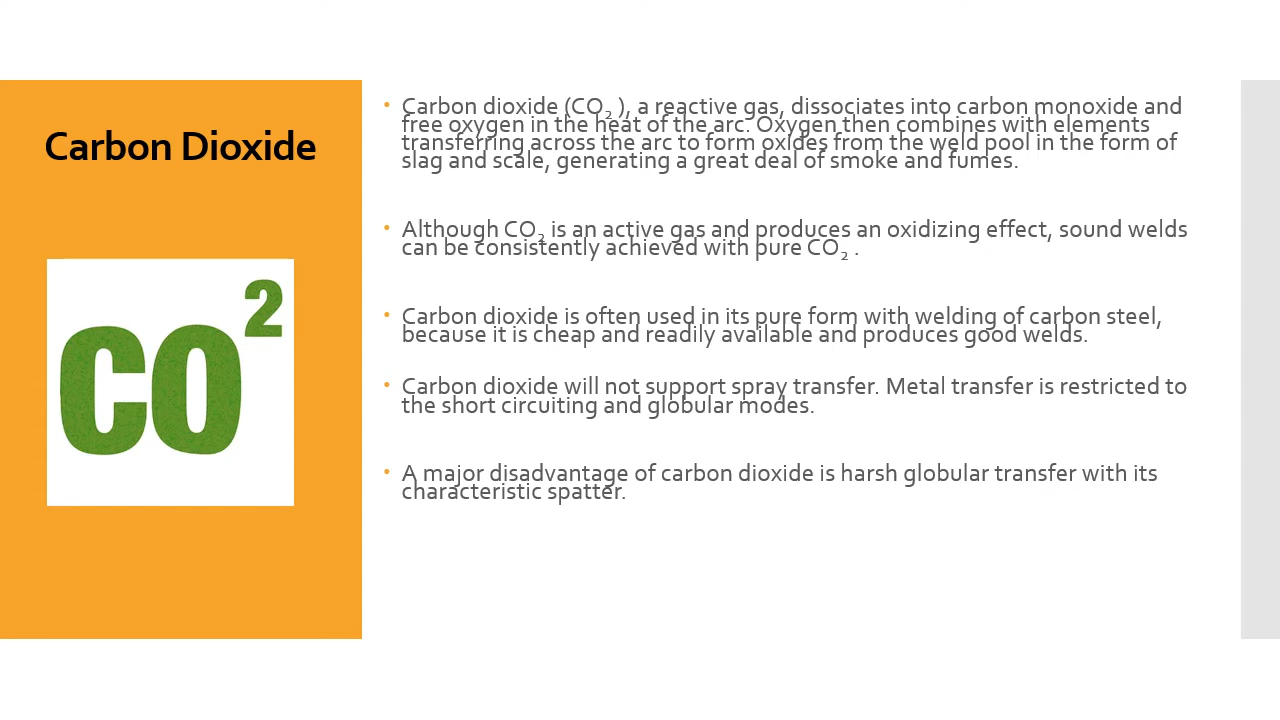 Carbon Dioxide
CO²
• Carbon dioxide (CO₂ ), a reactive gas, dissociates into carbon monoxide and
free oxygen in the heat of the arc. Oxygen then combines with elements
transferring across the arc to form oxides from the weld pool in the form of
slag and scale, generating a great deal of smoke and fumes.
• Although CO₂ is an active gas and produces an oxidizing effect, sound welds
can be consistently achieved with pure CO₂ .
• Carbon dioxide is often used in its pure form with welding of carbon steel,
because it is cheap and readily available and produces good welds.
• Carbon dioxide will not support spray transfer. Metal transfer is restricted to
the short circuiting and globular modes.
• A major disadvantage of carbon dioxide is harsh globular transfer with its
characteristic spatter.